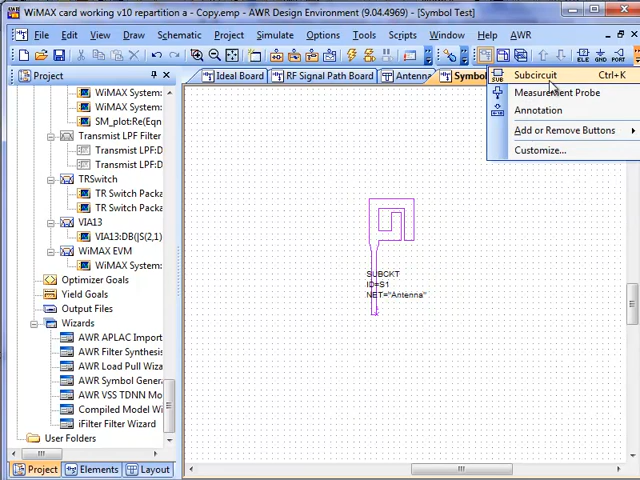 WiMAX card working v10 repartition a - Copy.emp - AWR Design Environment (9.04.4969) - [Symbol Test]
File Edit View Draw Schematic Project Simulate Options Tools Scripts Window Help AWR
ELE GND PORT
Project
Ideal Board RF Signal Path Board Antenna Symbol
SUB Subcircuit Ctrl+K
Measurement Probe
Annotation
Add or Remove Buttons
Customize...
WiMAX System:
WiMAX System:
SM_plot:Re(Eqn
Transmist LPF Filter
Transmist LPF:D
Transmist LPF:D
TRSwitch
TR Switch Packa
TR Switch Packa
VIA13
VIA13:DB(|S(2,1)
WiMAX EVM
WiMAX System:
Optimizer Goals
Yield Goals
Output Files
Wizards
AWR APLAC Import
AWR Filter Synthesis
AWR Load Pull Wiza
AWR Symbol Genera
AWR VSS TDNN Mo
Compiled Model Wi
iFilter Filter Wizard
User Folders
SUBCKT
ID=S1
NET="Antenna"
Project Elements Layout